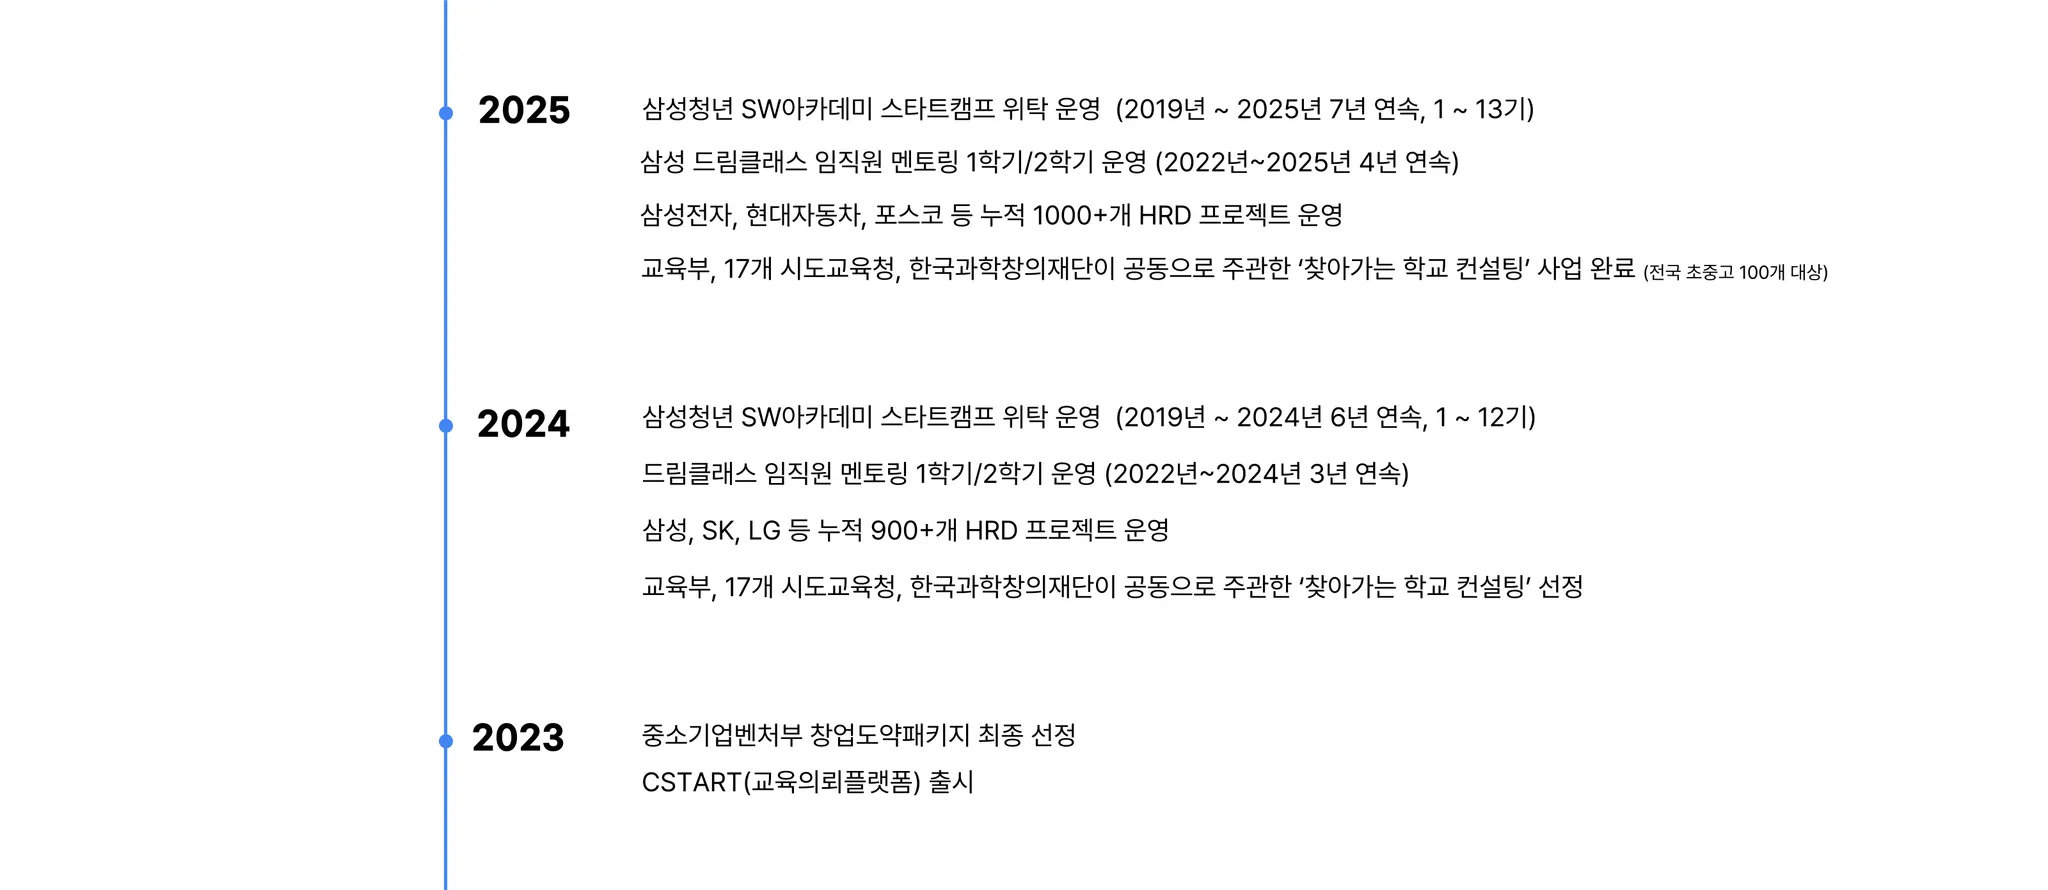 2025
삼성청년 SW아카데미 스타트캠프 위탁 운영 (2019년 ~ 2025년 7년 연속, 1 ~ 13기)
삼성 드림클래스 임직원 멘토링 1학기/2학기 운영 (2022년~2025년 4년 연속)
삼성전자, 현대자동차, 포스코 등 누적 1000+개 HRD 프로젝트 운영
교육부, 17개 시도교육청, 한국과학창의재단이 공동으로 주관한 ‘찾아가는 학교 컨설팅’ 사업 완료 (전국 초중고 100개 대상)
2024
삼성청년 SW아카데미 스타트캠프 위탁 운영 (2019년 ~ 2024년 6년 연속, 1 ~ 12기)
드림클래스 임직원 멘토링 1학기/2학기 운영 (2022년~2024년 3년 연속)
삼성, SK, LG 등 누적 900+개 HRD 프로젝트 운영
교육부, 17개 시도교육청, 한국과학창의재단이 공동으로 주관한 ‘찾아가는 학교 컨설팅’ 선정
2023
중소기업벤처부 창업도약패키지 최종 선정
CSTART(교육의뢰플랫폼) 출시